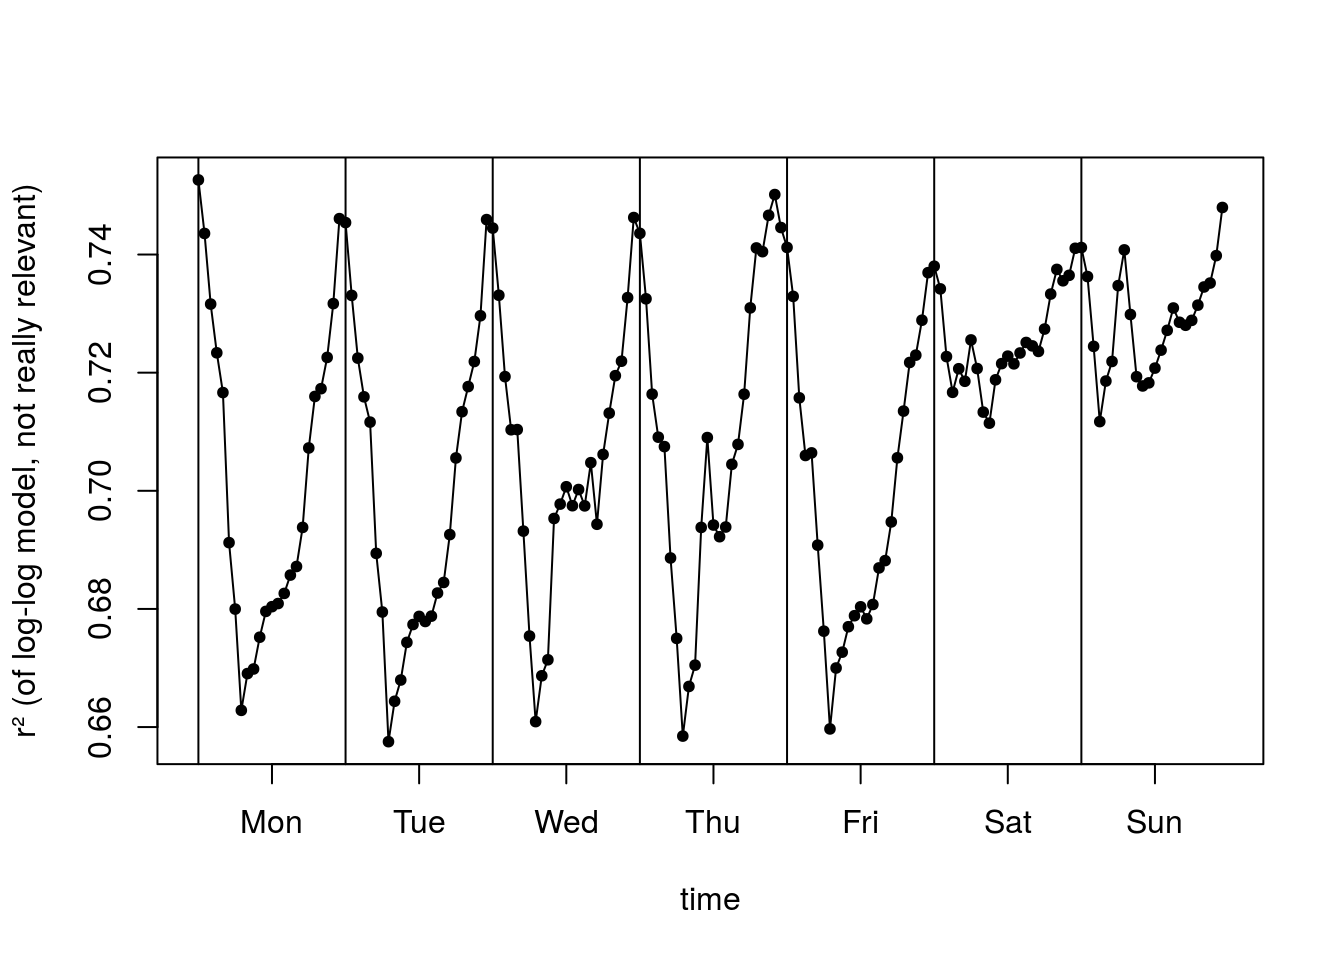 r² (of log-log model, not really relevant)
0.74
0.72
0.70
0.68
0.66
Mon Tue Wed Thu Fri Sat Sun
time